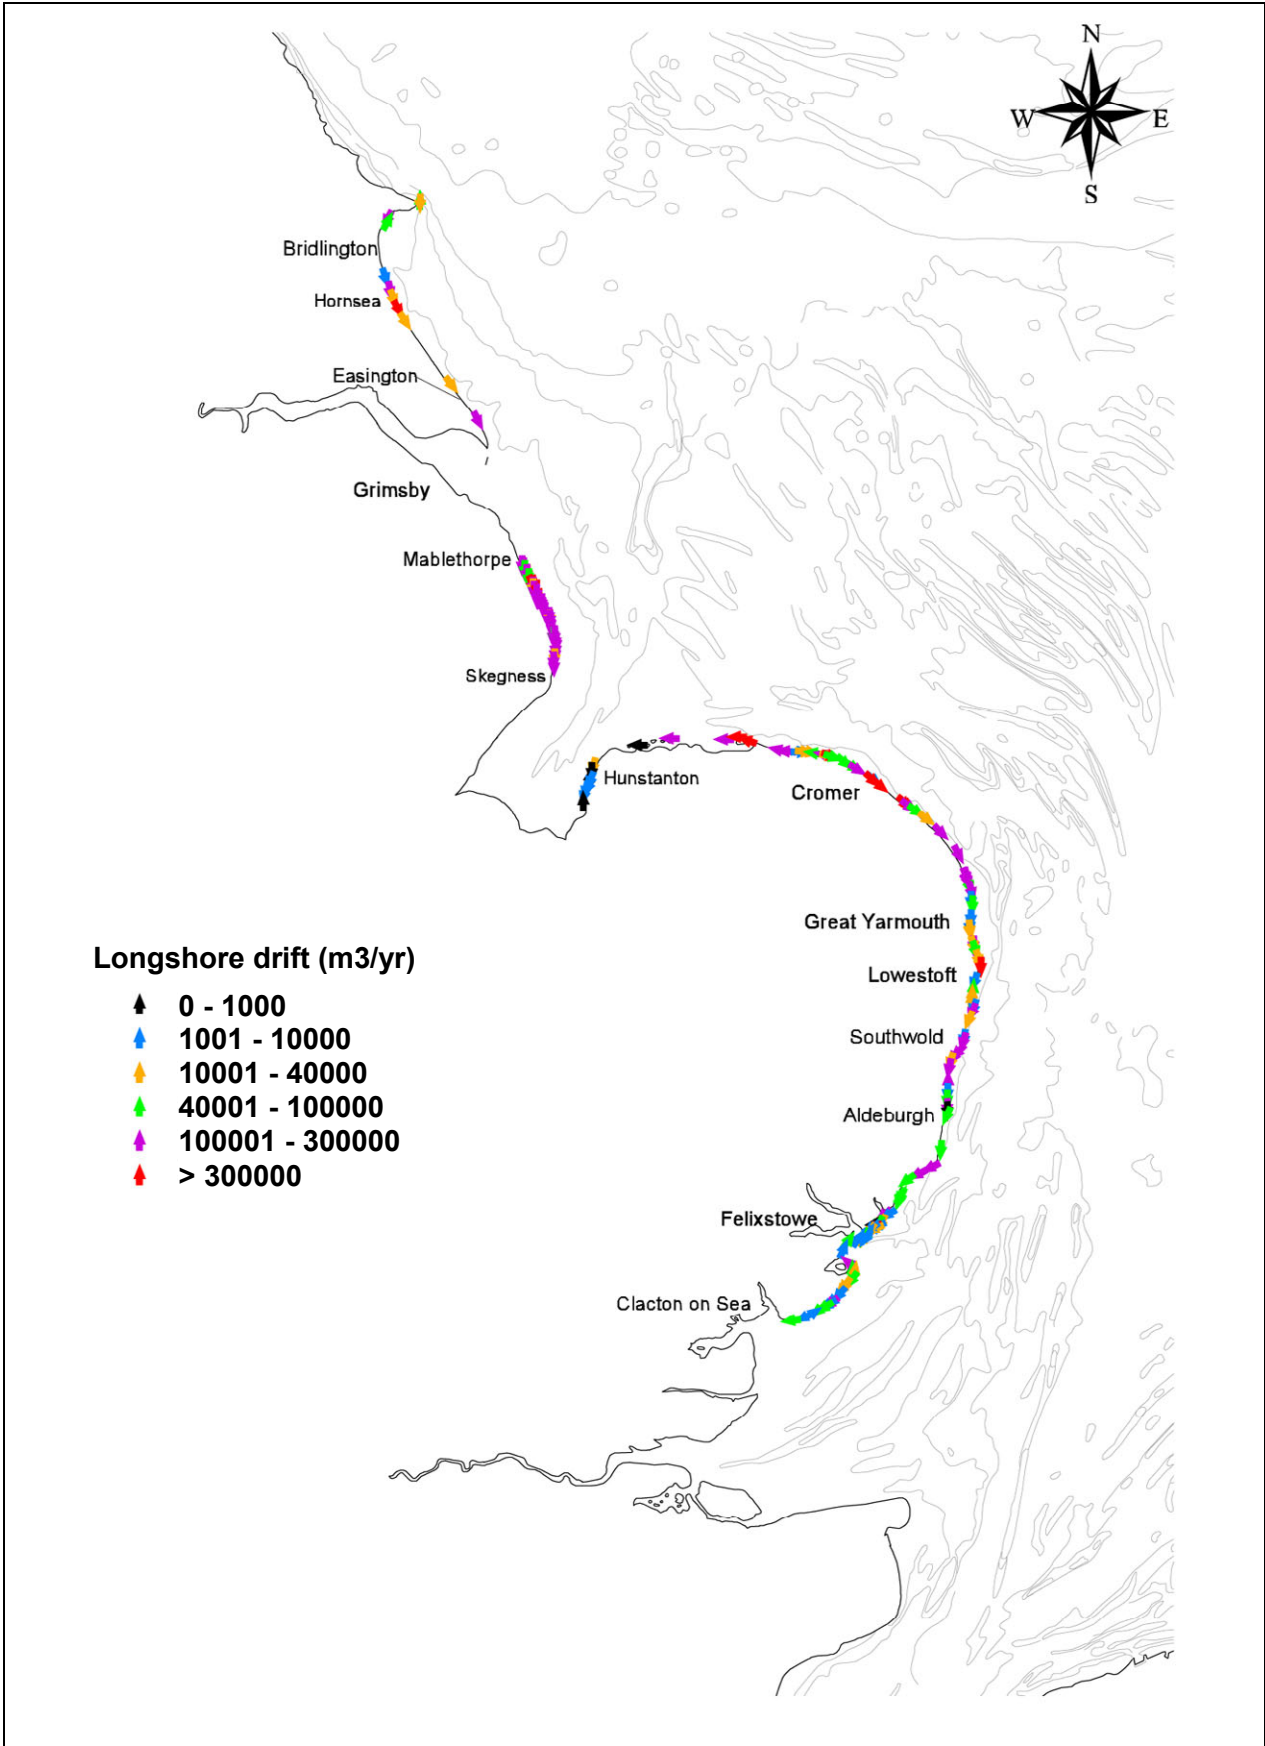 N
W E
S
Bridlington
Hornsea
Easington
Grimsby
Mablethorpe
Skegness
Hunstanton
Cromer
Great Yarmouth
Lowestoft
Southwold
Aldeburgh
Felixstowe
Clacton on Sea
Longshore drift (m3/yr)
0 - 1000
1001 - 10000
10001 - 40000
40001 - 100000
100001 - 300000
> 300000